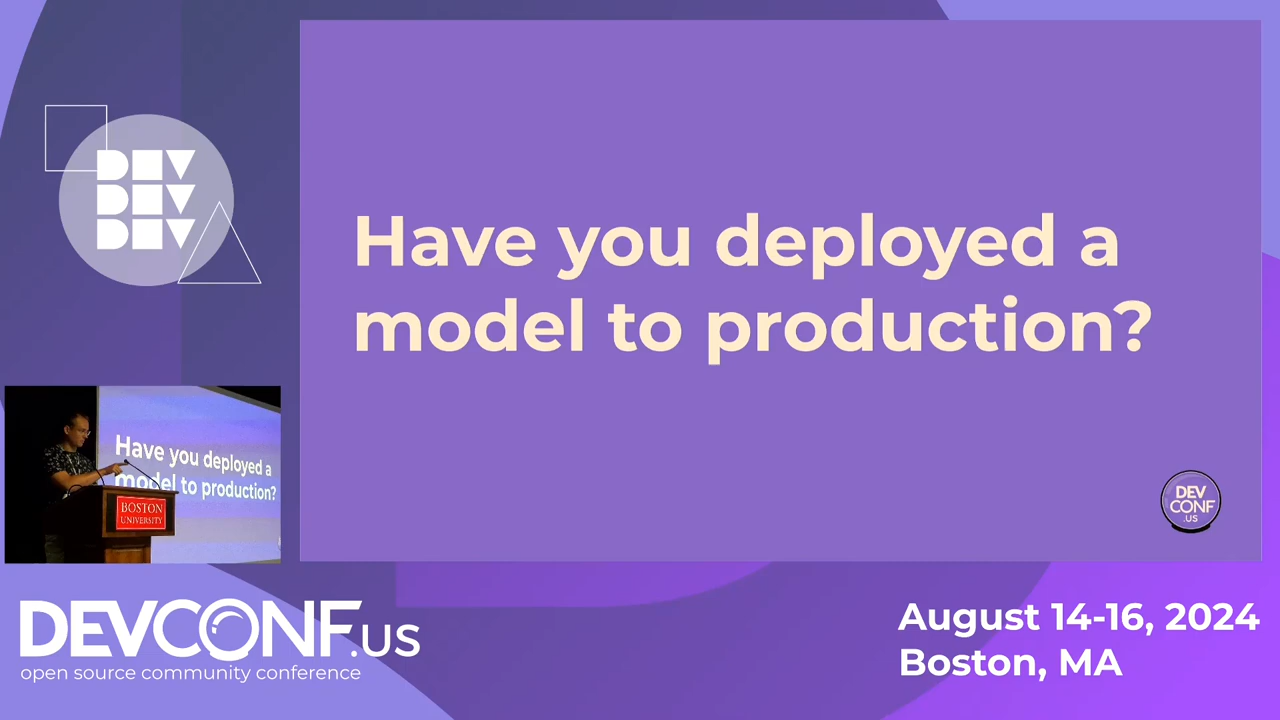 DEV
DEV
DEV
Have you deployed a
model to production?
Have you deployed a
model to production?
BOSTON
UNIVERSITY
DEV
CONF
.US
DEVCONF.US
open source community conference
August 14-16, 2024
Boston, MA